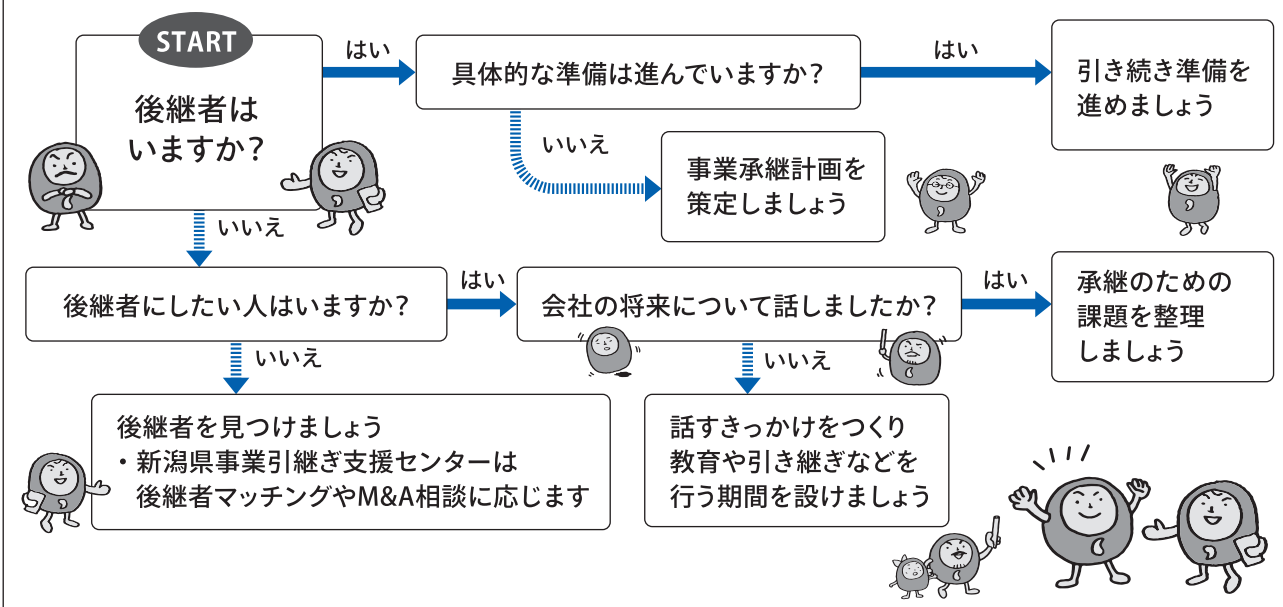 START
後継者は
いますか？
はい
具体的な準備は進んでいますか？
はい
引き続き準備を
進めましょう
いいえ
事業承継計画を
策定しましょう
いいえ
後継者にしたい人はいますか？
はい
会社の将来について話しましたか？
はい
承継のための
課題を整理
しましょう
いいえ
後継者を見つけましょう
・新潟県事業引継ぎ支援センターは
後継者マッチングやM&A相談に応じます
いいえ
話すきっかけをつくり
教育や引き継ぎなどを
行う期間を設けましょう